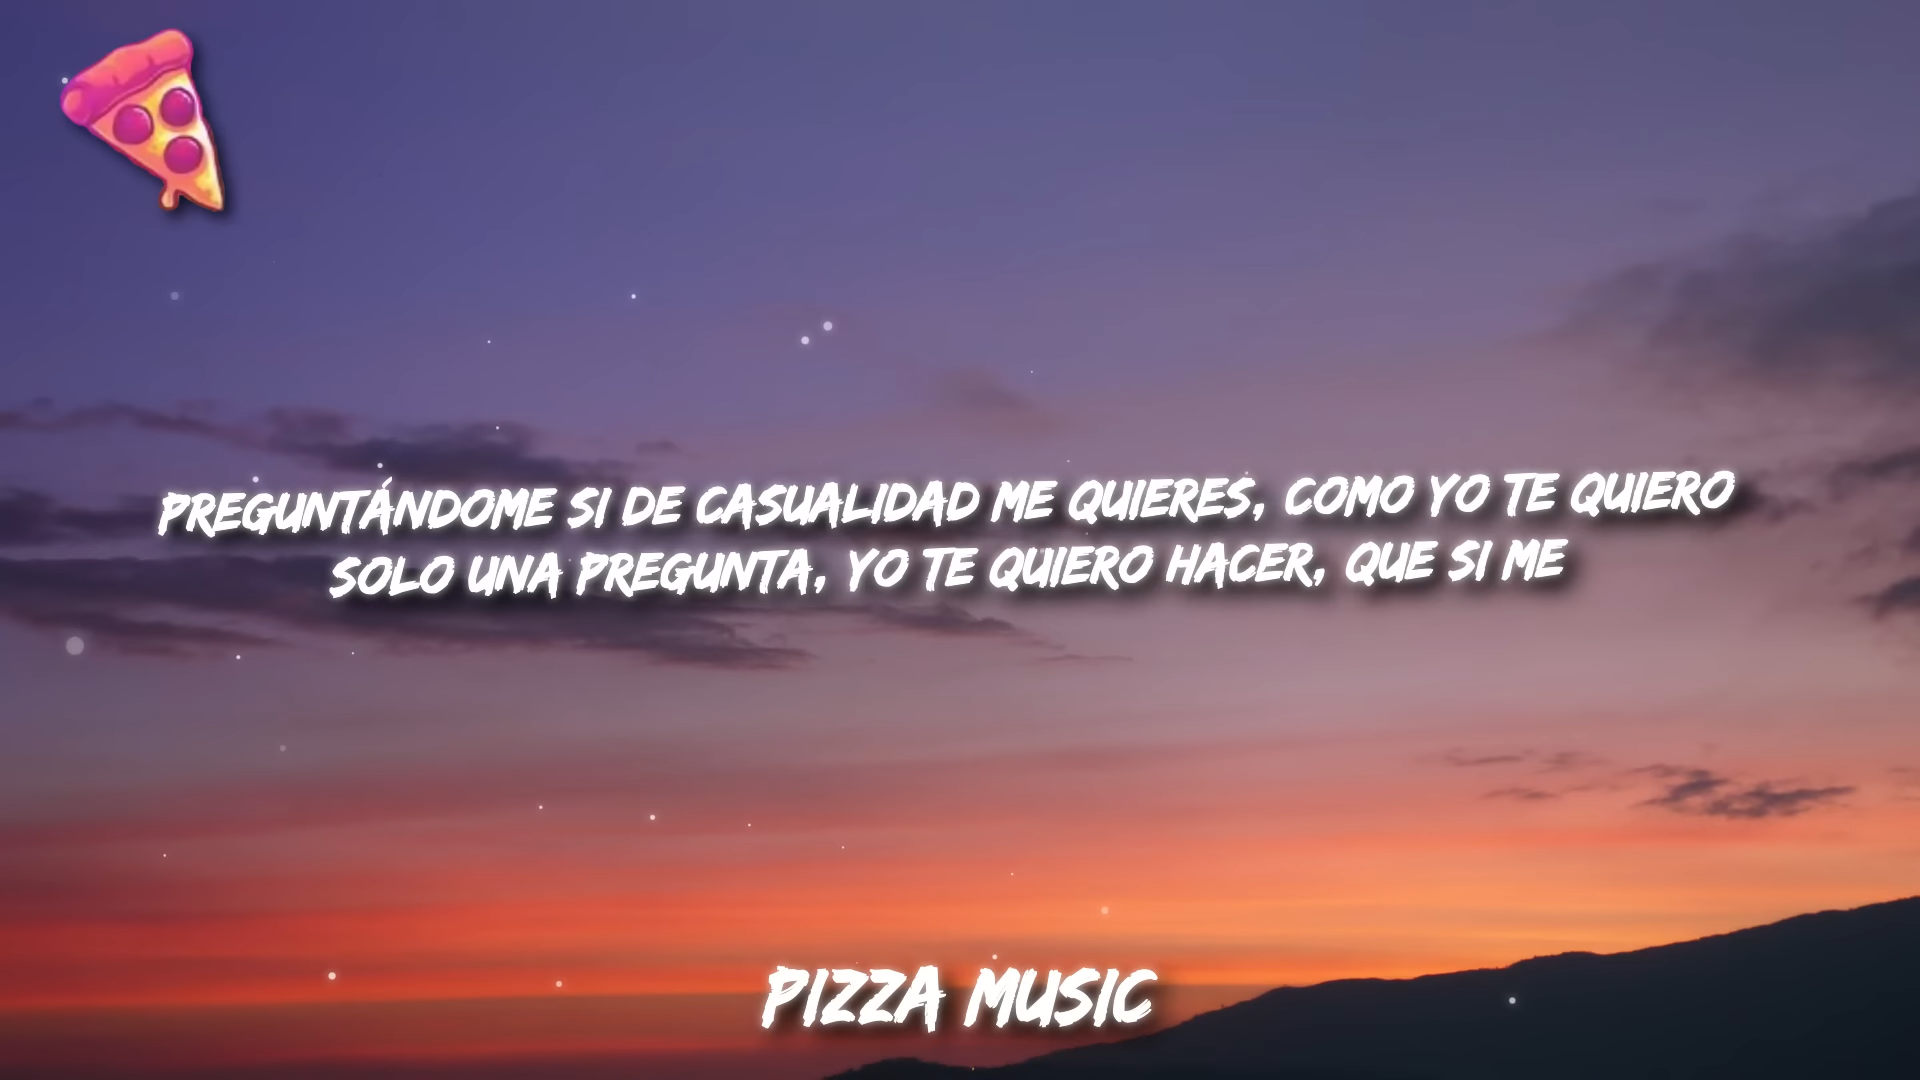 PREGUNTÁNDOME SI DE CASUALIDAD ME QUIERES, COMO YO TE QUIERO
SOLO UNA PREGUNTA, YO TE QUIERO HACER, QUE SI ME
PIZZA MUSIC